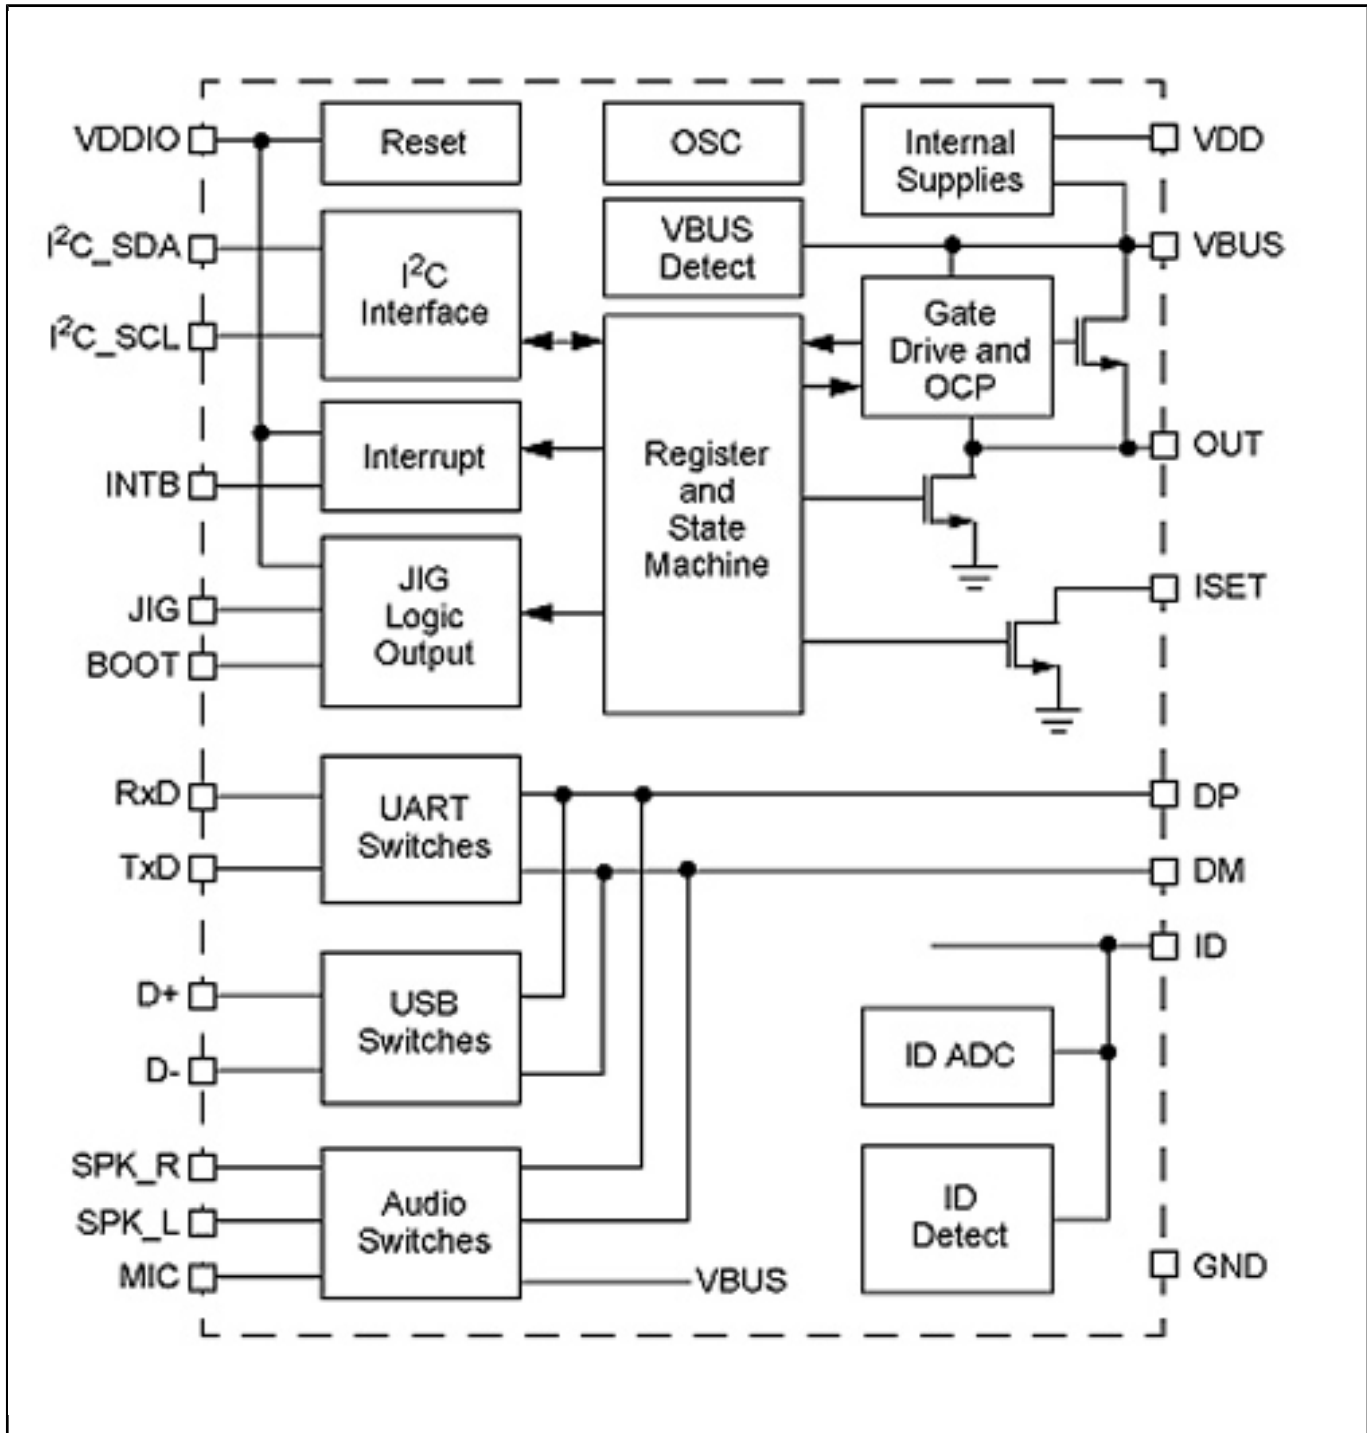 VDDIO
I²C_SDA
I²C_SCL
INTB
JIG
BOOT
RxD
TxD
D+
D-
SPK_R
SPK_L
MIC
Reset
I²C
Interface
Interrupt
JIG
Logic
Output
UART
Switches
USB
Switches
Audio
Switches
VBUS
OSC
VBUS
Detect
Register
and
State
Machine
Internal
Supplies
Gate
Drive and
OCP
ID ADC
ID
Detect
VDD
VBUS
OUT
ISET
DP
DM
ID
GND